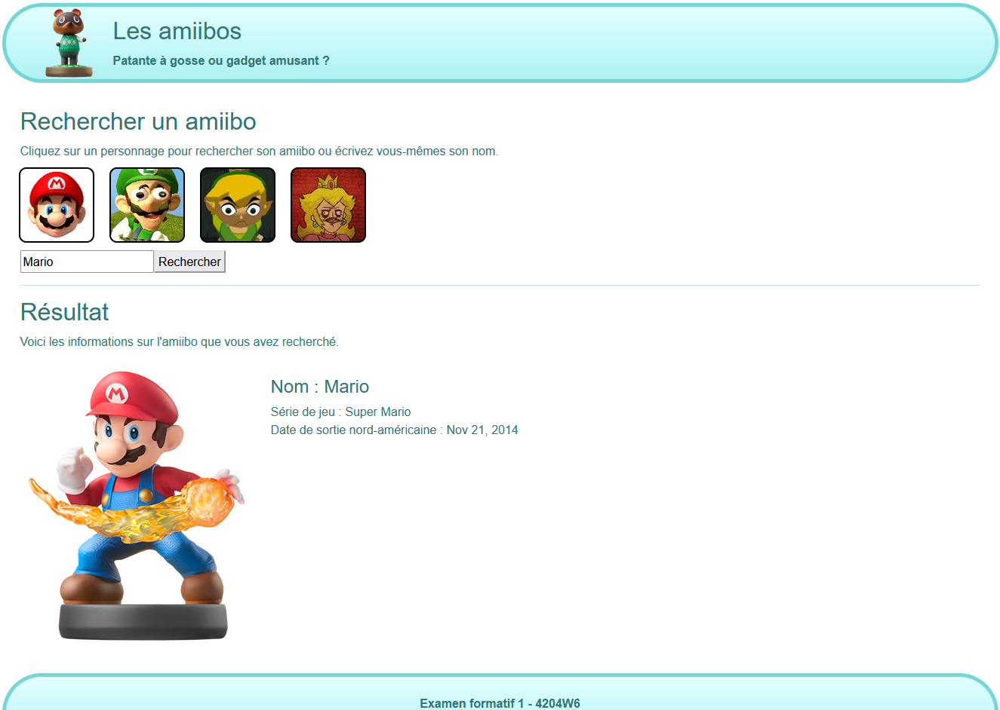 Les amiibos
Patante à gosse ou gadget amusant ?
Rechercher un amiibo
Cliquez sur un personnage pour rechercher son amiibo ou écrivez vous-mêmes son nom.
M
L
Mario
Rechercher
Résultat
Voici les informations sur l'amiibo que vous avez recherché.
M
Nom : Mario
Série de jeu : Super Mario
Date de sortie nord-américaine : Nov 21, 2014
Examen formatif 1 - 4204W6